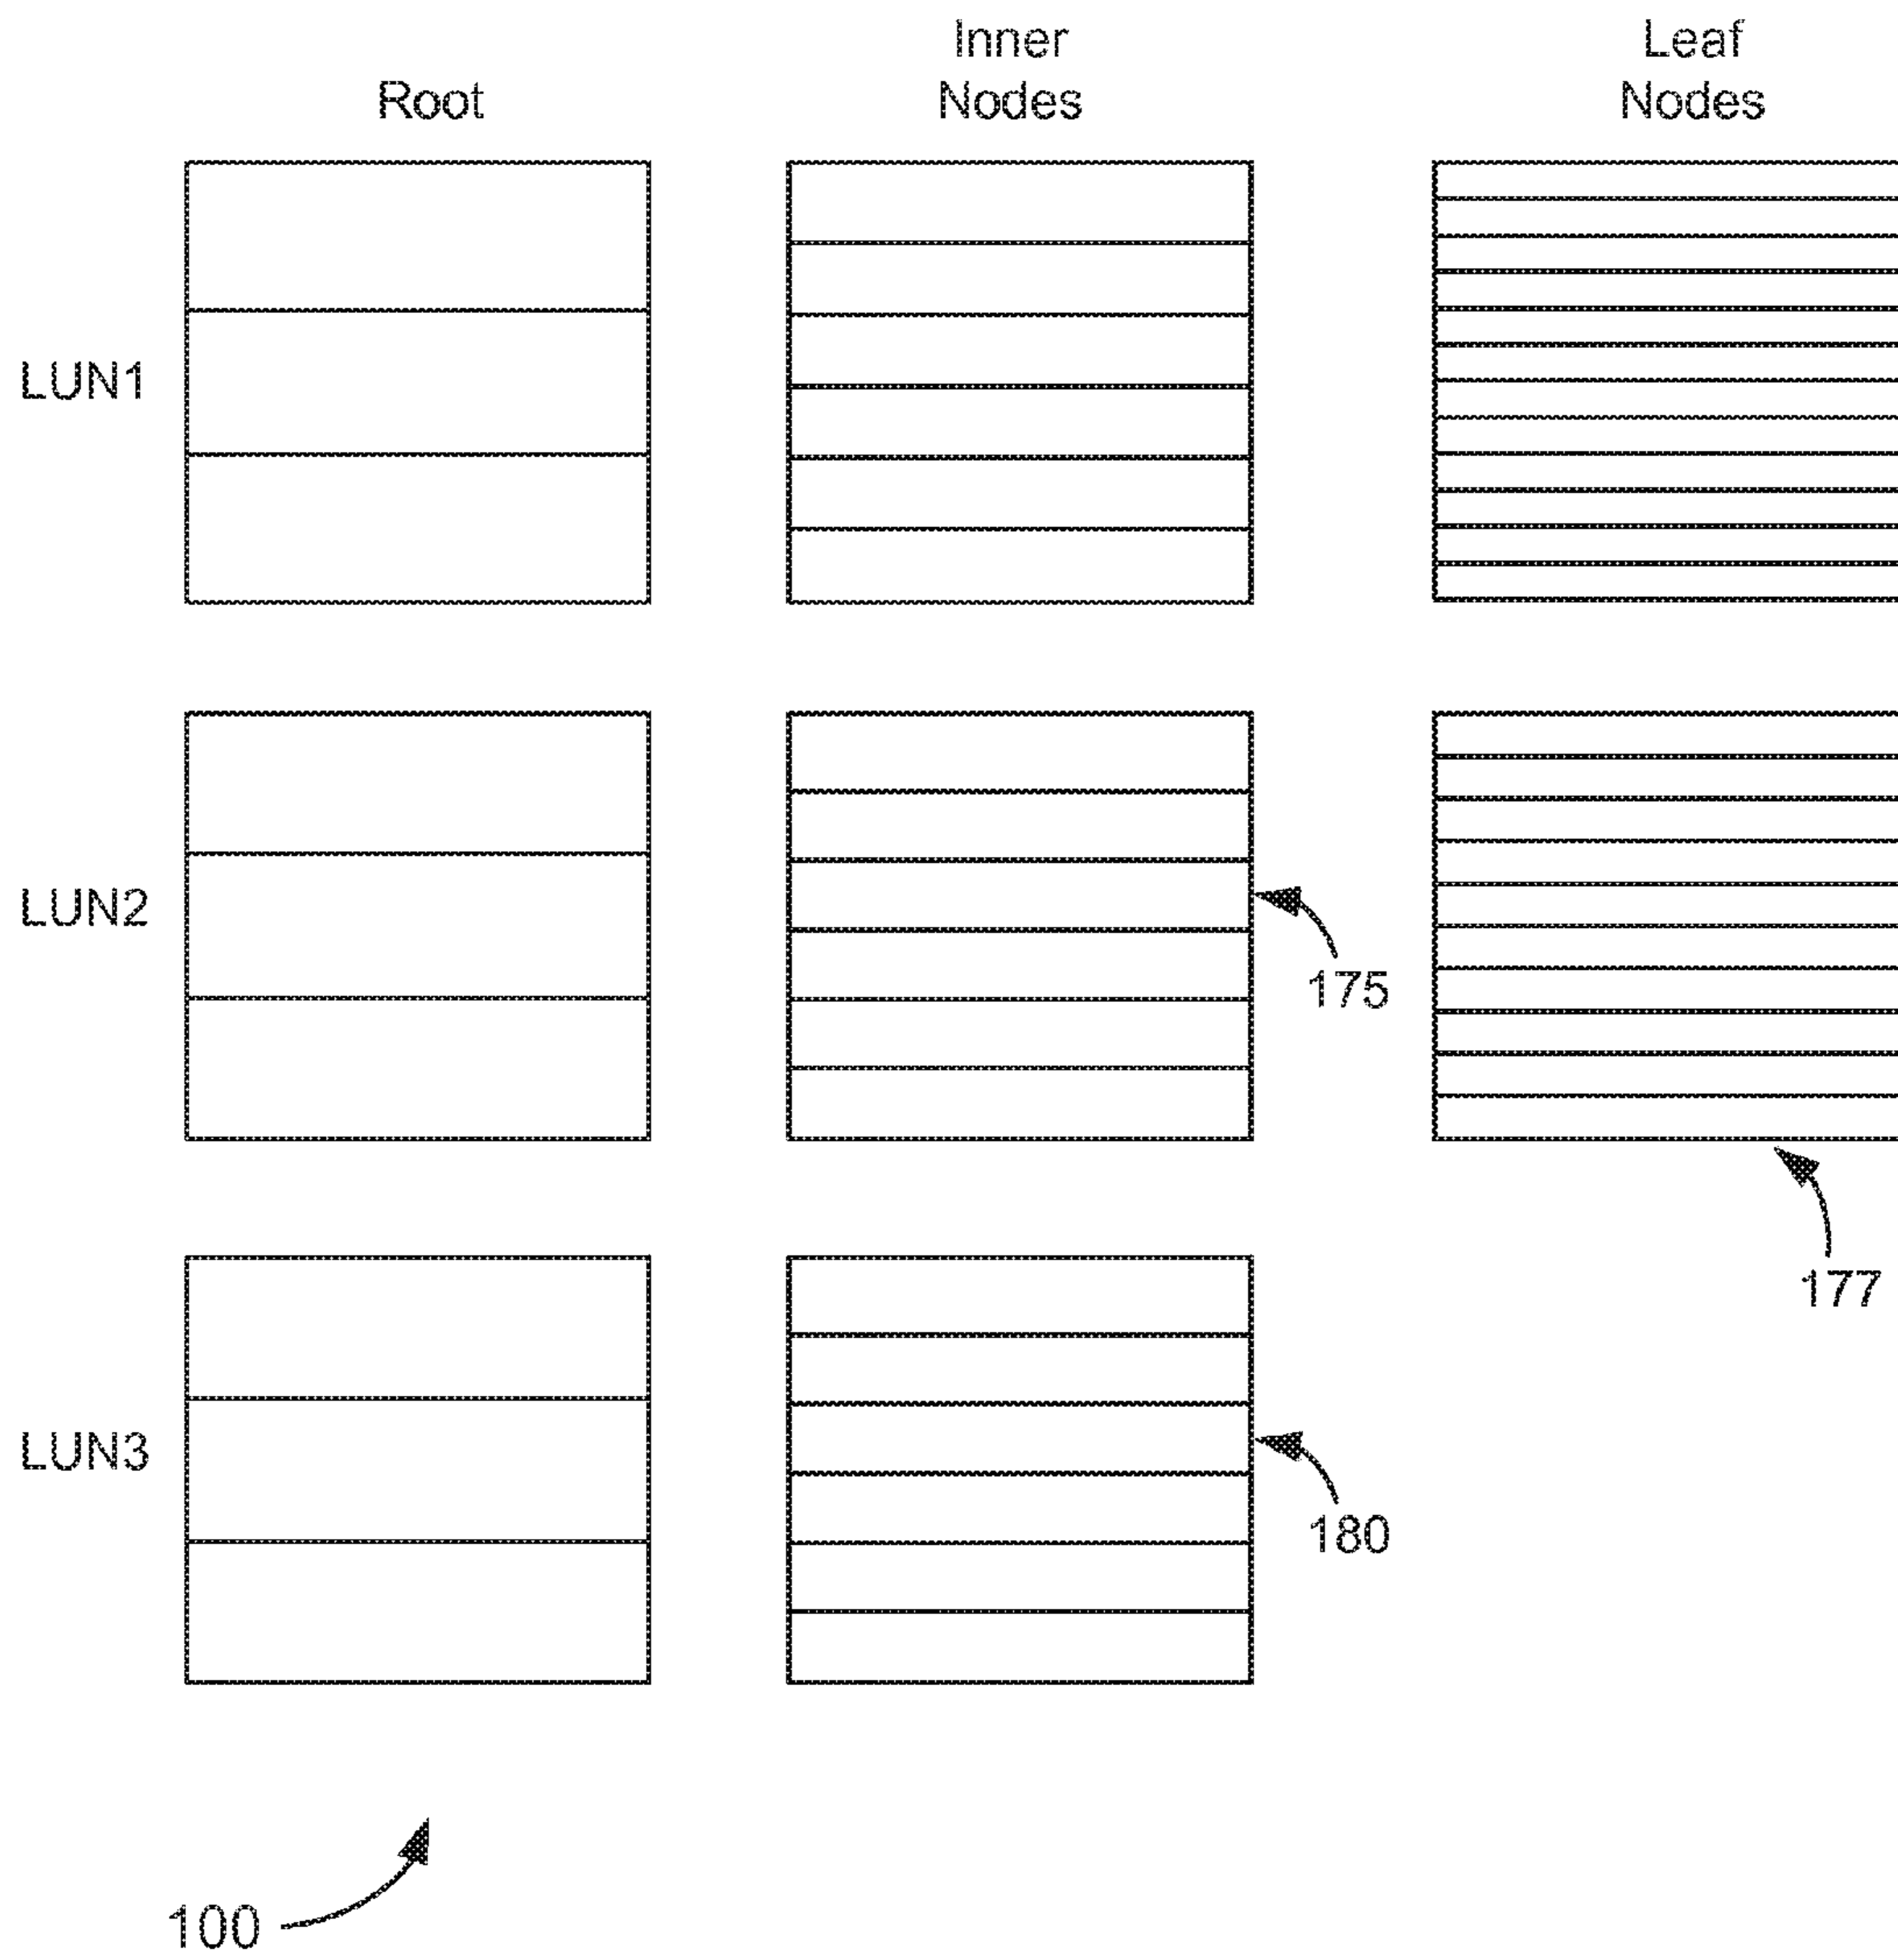 Root
Inner
Nodes
Leaf
Nodes
LUN1
LUN2
175
177
LUN3
180
100